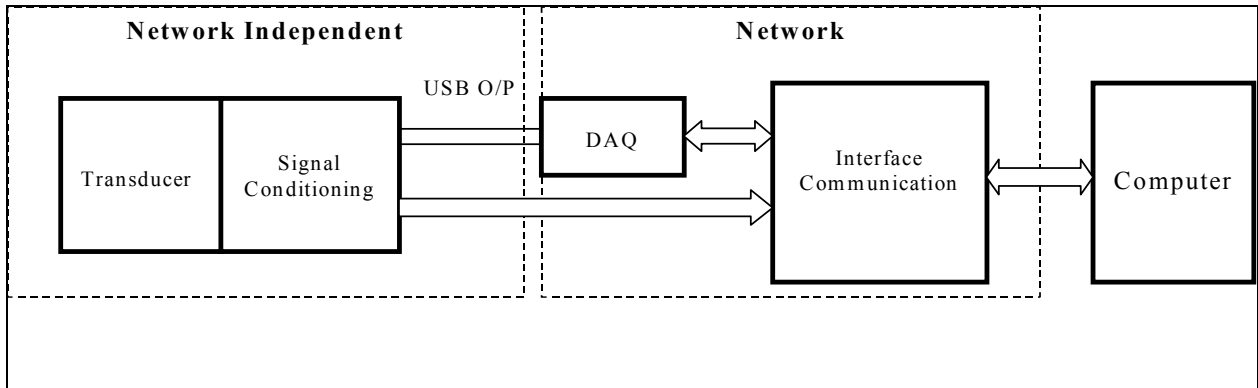 Network Independent
Network
USB O/P
DAQ
Transducer
Signal
Conditioning
Interface
Communication
Computer